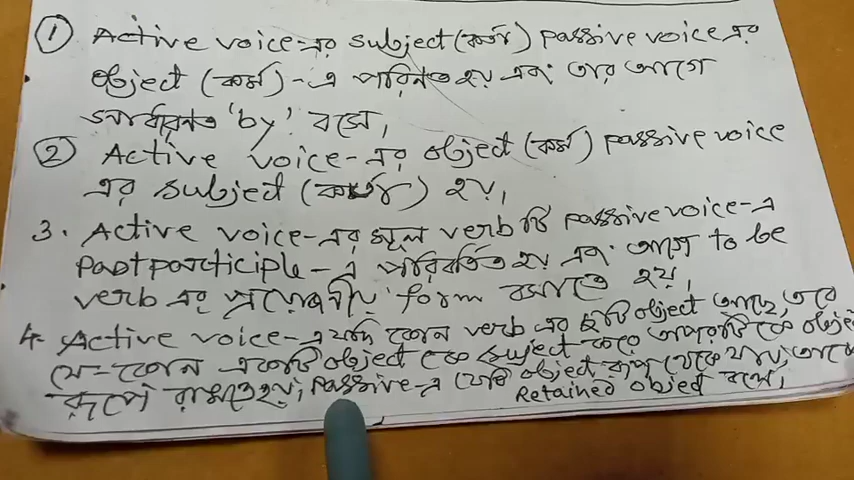 ① Active voice-এর subject (কর্তা) passive voice এর
object (কর্ম)-এ পরিনত হয় এবং তার আগে
সাধারনত 'by' বসে।
② Active voice-এর object (কর্ম) passive voice
এর subject (কর্তা) হয়।
3. Active voice-এর মূল verb টি passive voice-এ
past participle-এ পরিবর্তিত হয় এবং আগে to be
verb এর প্রয়োজনীয় form বসাতে হয়।
4. Active voice-এ যদি কোন verb এর দুটি object থাকে, তবে
যে-কোন একটি object কে subject করে অপরটি কে object
রূপে রাখতে হয়; passive-এ যেটি object রূপে থেকে যায়, তাকে
Retained object বলে।